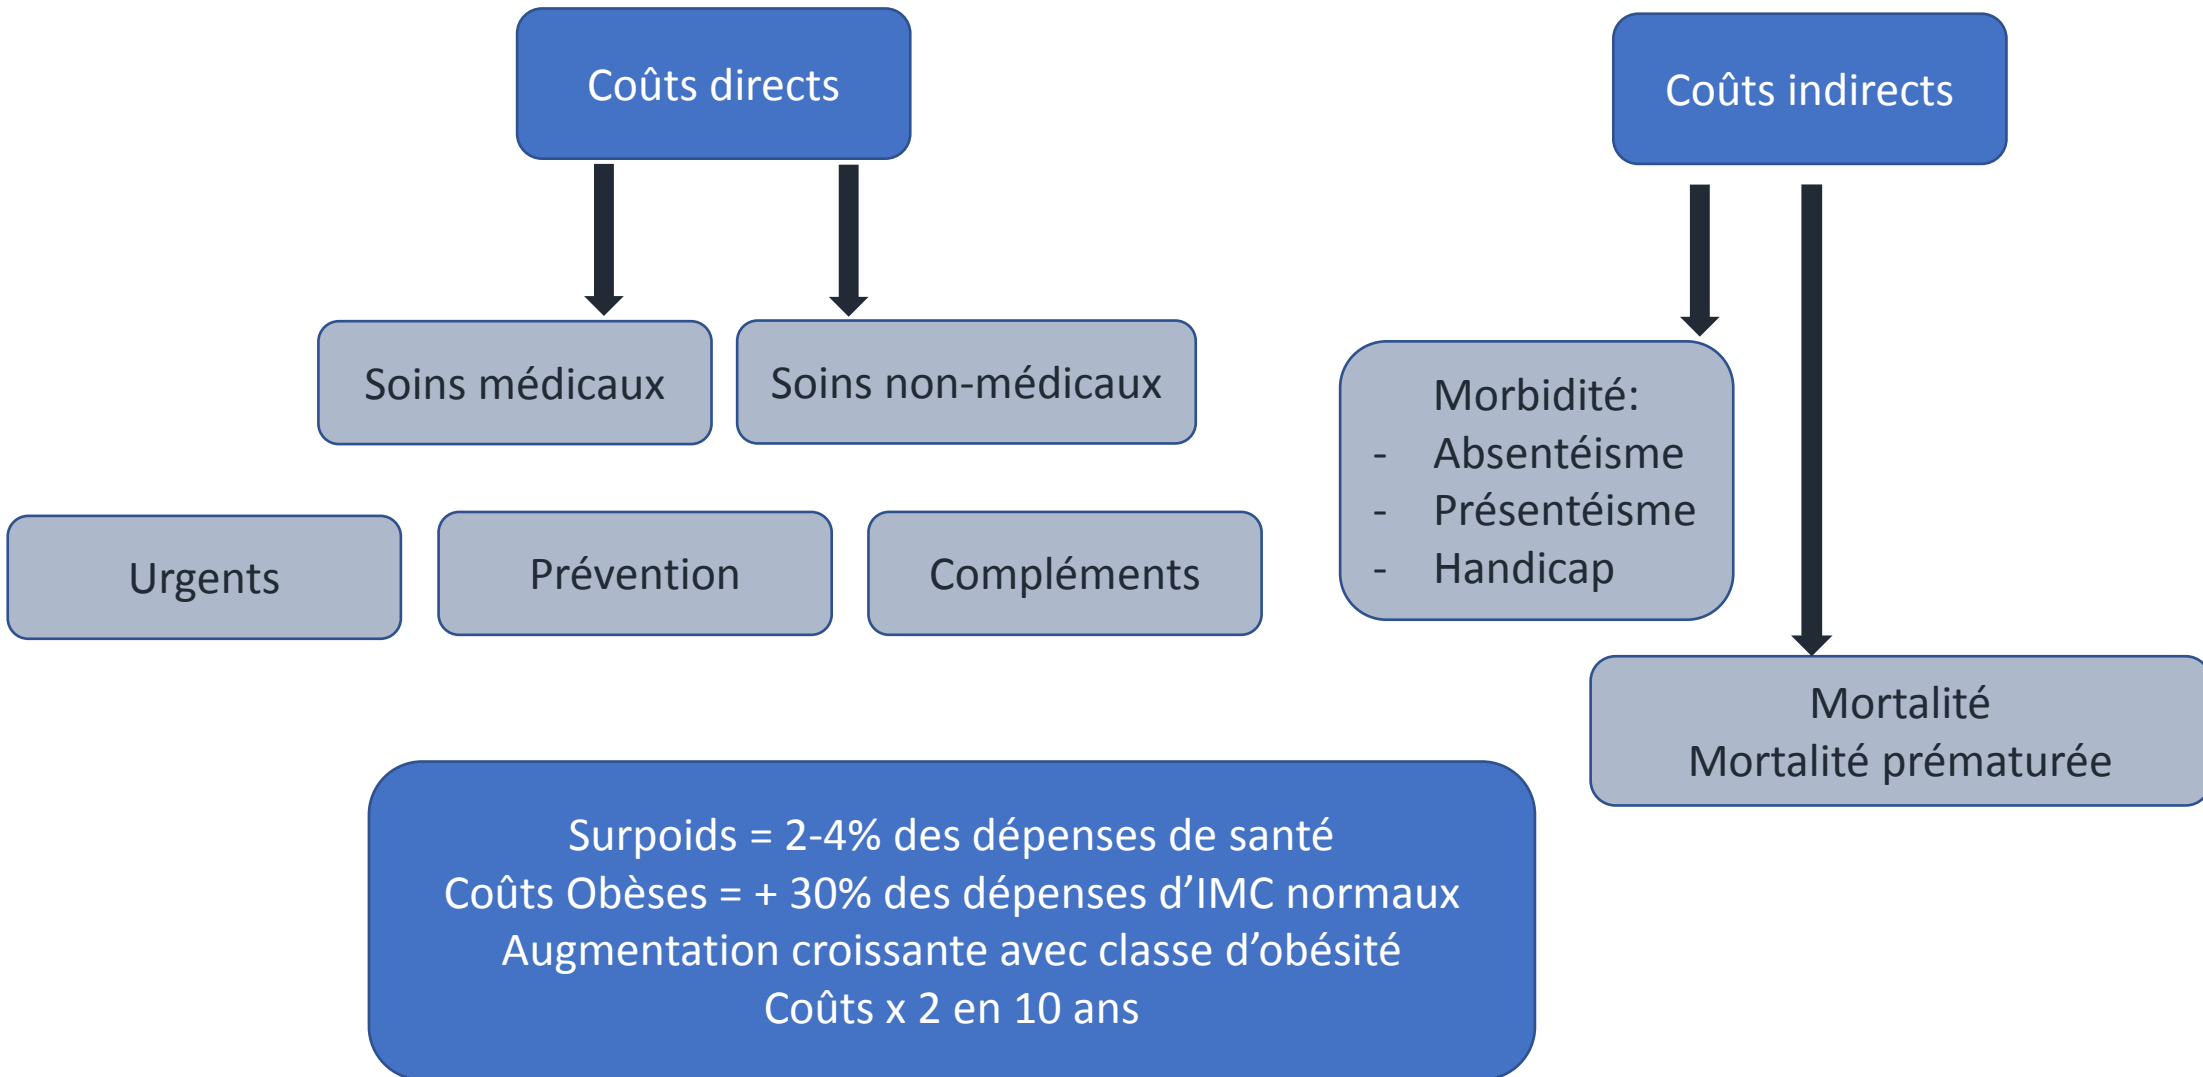 Coûts directs
Coûts indirects
Soins médicaux
Soins non-médicaux
Morbidité:
- Absentéisme
- Présentéisme
- Handicap
Urgents
Prévention
Compléments
Mortalité
Mortalité prématurée
Surpoids = 2-4% des dépenses de santé
Coûts Obèses = + 30% des dépenses d’IMC normaux
Augmentation croissante avec classe d’obésité
Coûts x 2 en 10 ans